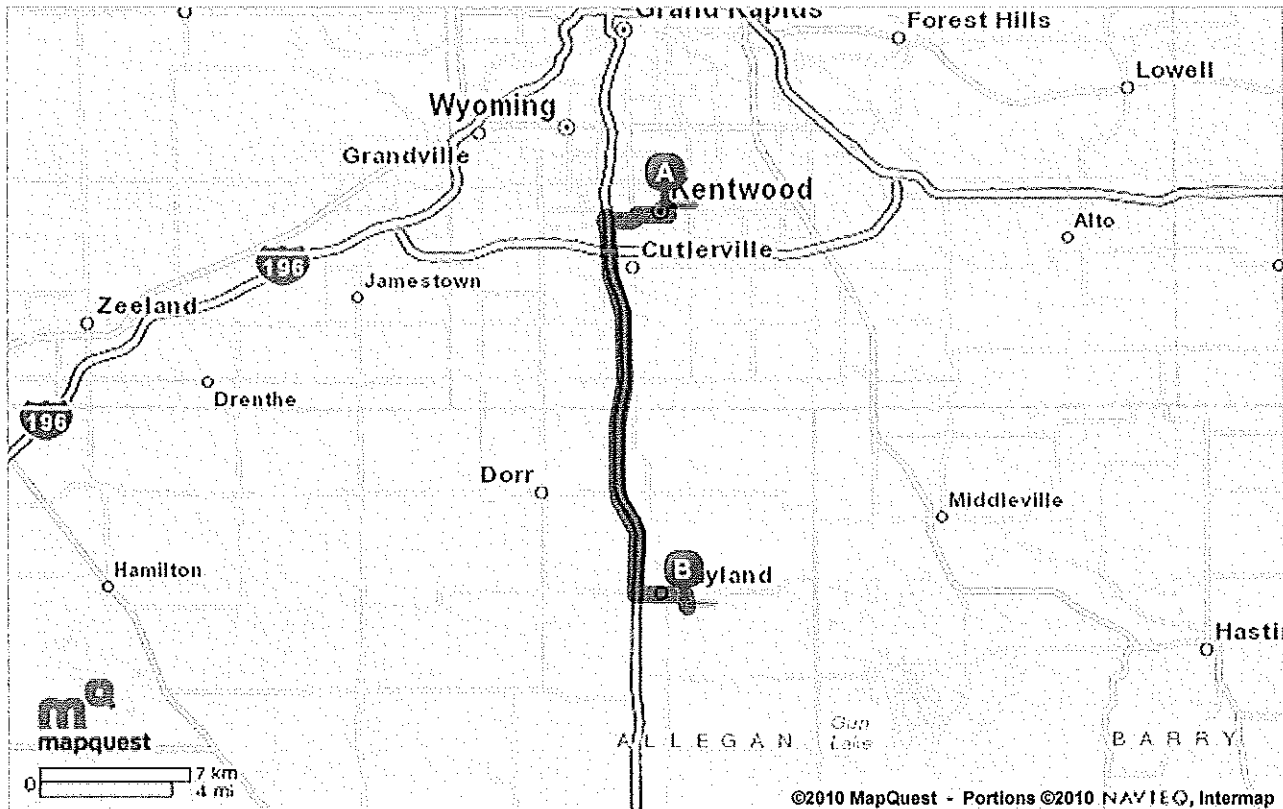 Grand Rapids
Forest Hills
Lowell
Wyoming
Grandville
A
Kentwood
Alto
Cutlerville
196
Jamestown
Zeeland
Drenthe
196
Dorr
Middleville
B
yland
Hamilton
Hasti
mq
mapquest
ALLEGAN
Gun
Lake
BARRY
7 km
0
4 mi
©2010 MapQuest - Portions ©2010 NAVTEQ, Intermap